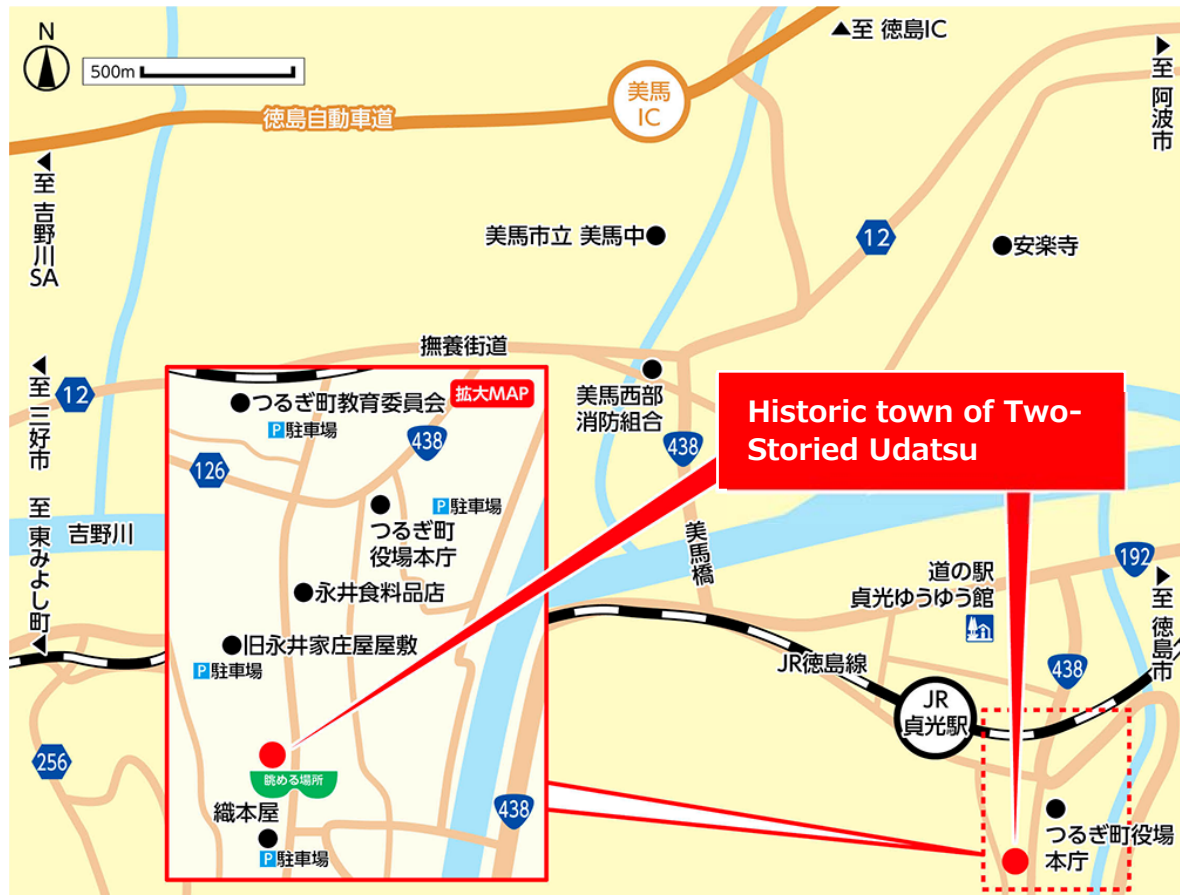 N
500m
▲至 徳島IC
▲至 阿波市
美馬
IC
徳島自動車道
▲至 吉野川SA
美馬市立 美馬中
12
安楽寺
撫養街道
▲至 三好市
12
美馬西部
消防組合
438
Historic town of Two-
Storied Udatsu
拡大MAP
つるぎ町教育委員会
P駐車場
438
126
P駐車場
つるぎ町
役場本庁
永井食料品店
旧永井家庄屋屋敷
P駐車場
眺める場所
織本屋
P駐車場
438
吉野川
至 東みよし町▲
256
美馬橋
192
道の駅
貞光ゆうゆう館
▲至 徳島市
JR徳島線
438
JR
貞光駅
つるぎ町役場
本庁